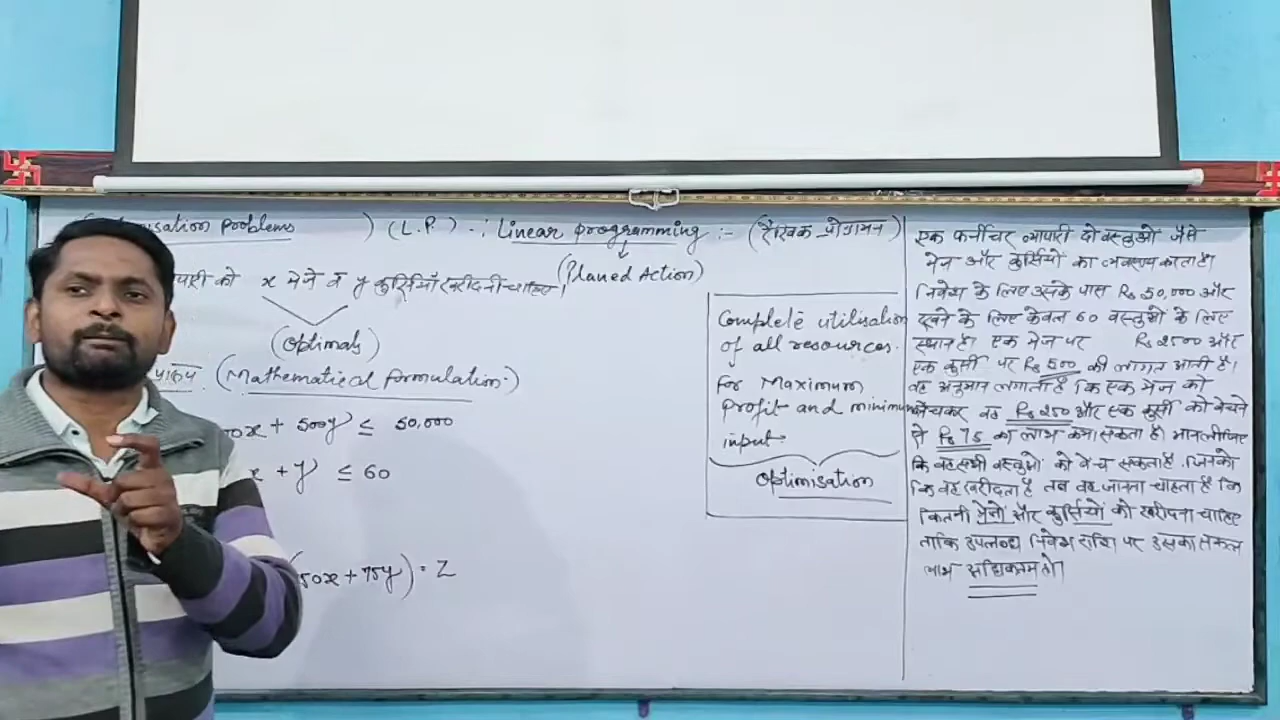 isation Problems ) (L.P.) -: Linear programming :- (रैखिक प्रोग्रामन)
(Planed Action)
पारी को x मेजें व y कुर्सियाँ खरीदनी चाहिए
(Optimals)
(Mathematical formulation.)
00x + 500y ≤ 50,000
x + y ≤ 60
50x + 75y) = Z
Complete utilisation
of all resources.
For Maximum
Profit and minimum
input
Optimisation
एक फर्नीचर व्यापारी दो वस्तुओं जैसे
मेज और कुर्सियों का व्यवसाय करता है।
निवेश के लिए उसके पास Rs 50,000 और
रखने के लिए केवल 60 वस्तुओं के लिए
स्थान है। एक मेज पर Rs 2500 और
एक कुर्सी पर Rs 500 की लागत आती है।
वह अनुमान लगाता है कि एक मेज को
बेचकर वह Rs 250 और एक कुर्सी को बेचने
से Rs 75 का लाभ कमा सकता है। मान लीजिए
कि वह सभी वस्तुओं को बेच सकता है जिनको
कि वह खरीदता है तब वह जानना चाहता है कि
कितनी मेजों और कुर्सियों को खरीदना चाहिए
ताकि उपलब्ध निवेश राशि पर उसका सकल
लाभ अधिकतम हो।